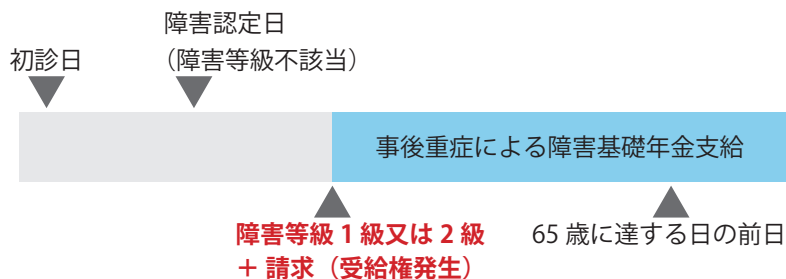 障害認定日
初診日
（障害等級不該当）
事後重症による障害基礎年金支給
障害等級 1 級又は 2 級
＋ 請求（受給権発生）
65 歳に達する日の前日